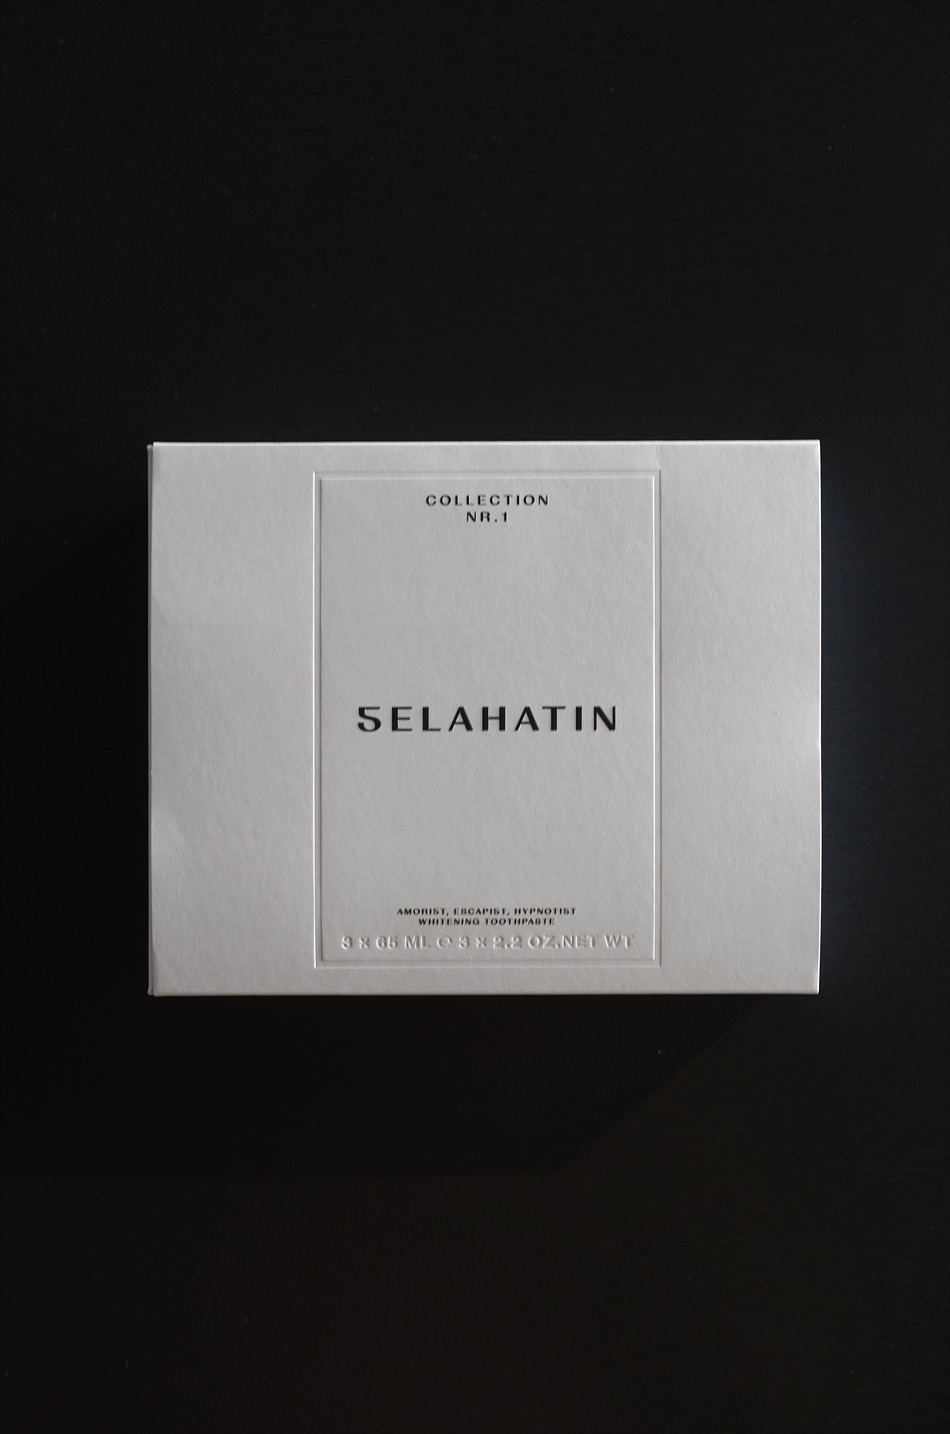 COLLECTION
NR.1
SELAHATIN
AMORIST, ESCAPIST, HYPNOTIST
WHITENING TOOTHPASTE
3 x 65 ML ℮ 3 x 2.2 OZ.NET WT